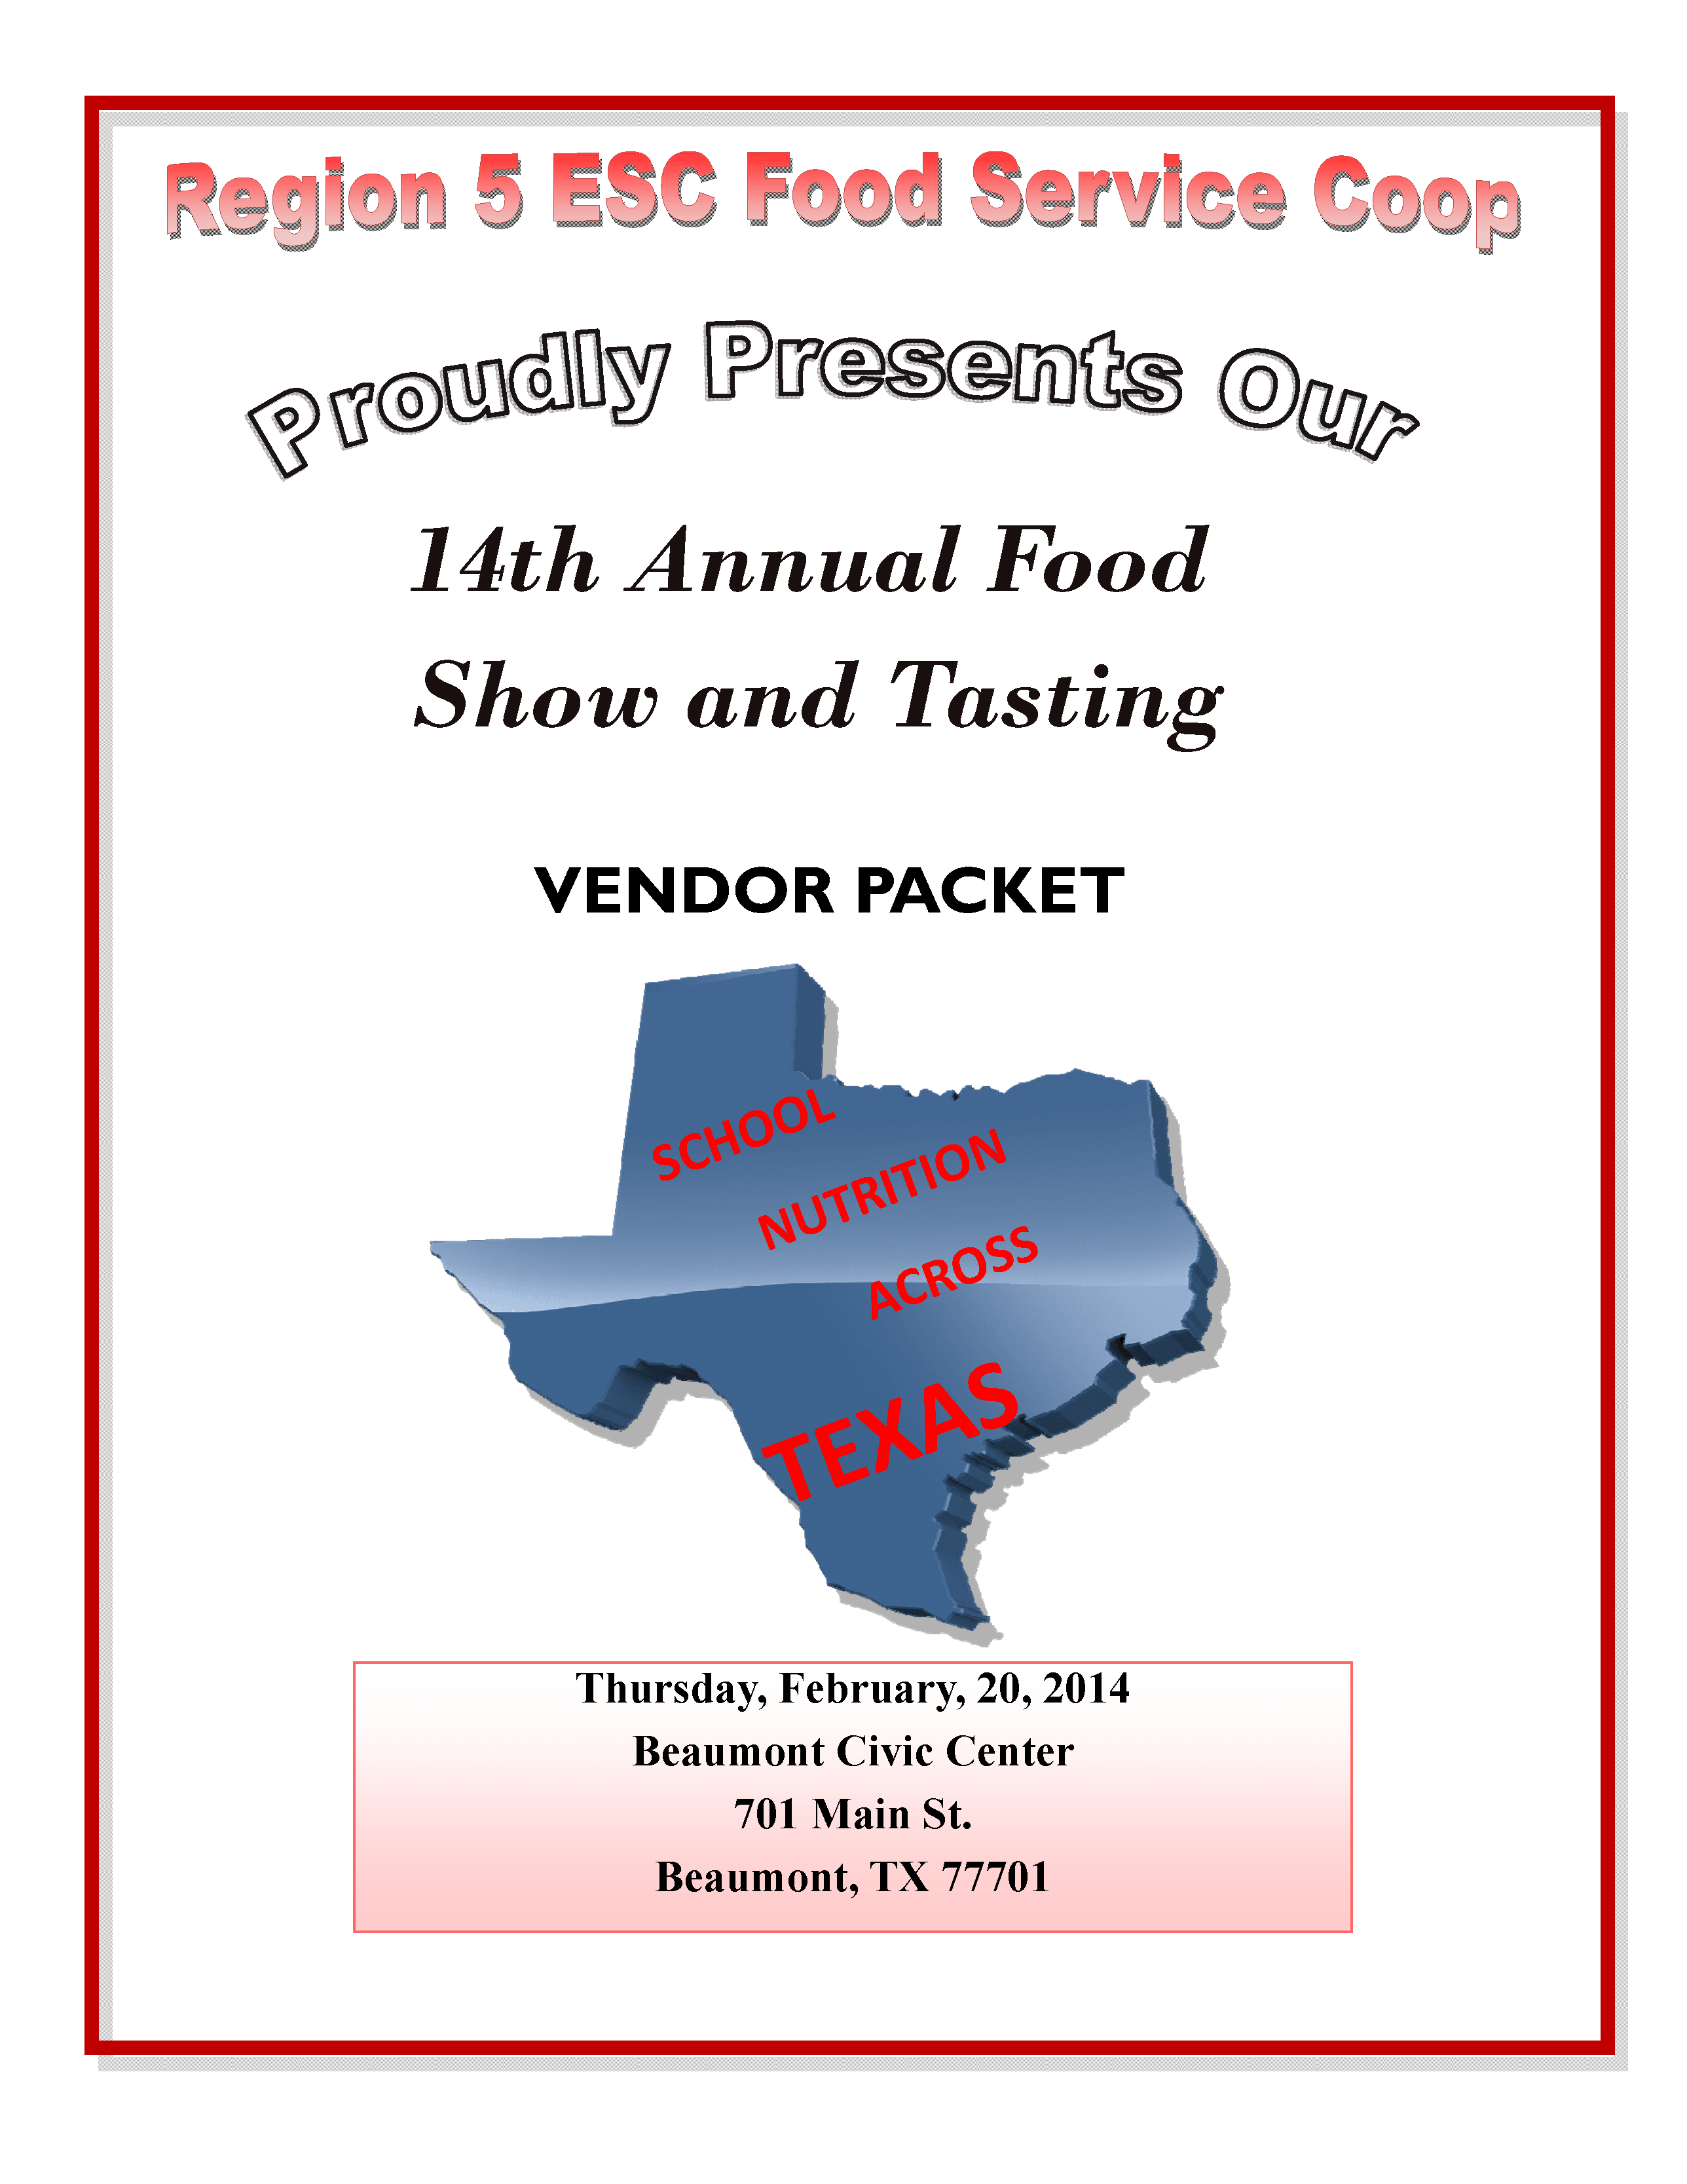 Region 5 ESC Food Service Coop
Proudly Presents Our
14th Annual Food
Show and Tasting
VENDOR PACKET
SCHOOL
NUTRITION
ACROSS
TEXAS
Thursday, February, 20, 2014
Beaumont Civic Center
701 Main St.
Beaumont, TX 77701